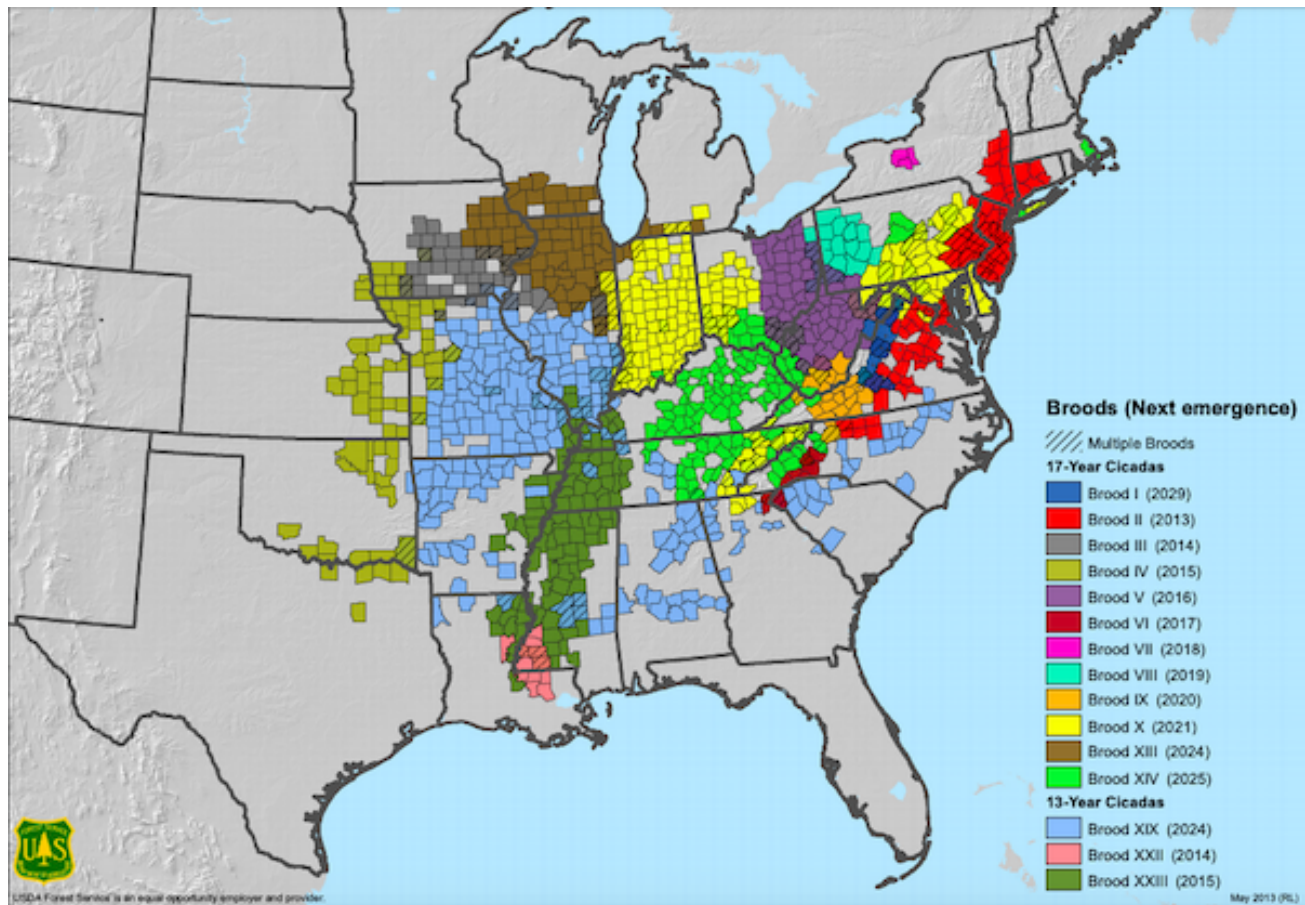 Broods (Next emergence)
Multiple Broods
17-Year Cicadas
Brood I (2029)
Brood II (2013)
Brood III (2014)
Brood IV (2015)
Brood V (2016)
Brood VI (2017)
Brood VII (2018)
Brood VIII (2019)
Brood IX (2020)
Brood X (2021)
Brood XIII (2024)
Brood XIV (2025)
13-Year Cicadas
Brood XIX (2024)
Brood XXII (2014)
Brood XXIII (2015)
FOREST SERVICE
U S
USDA Forest Service is an equal opportunity employer and provider.
May 2013 (RL)